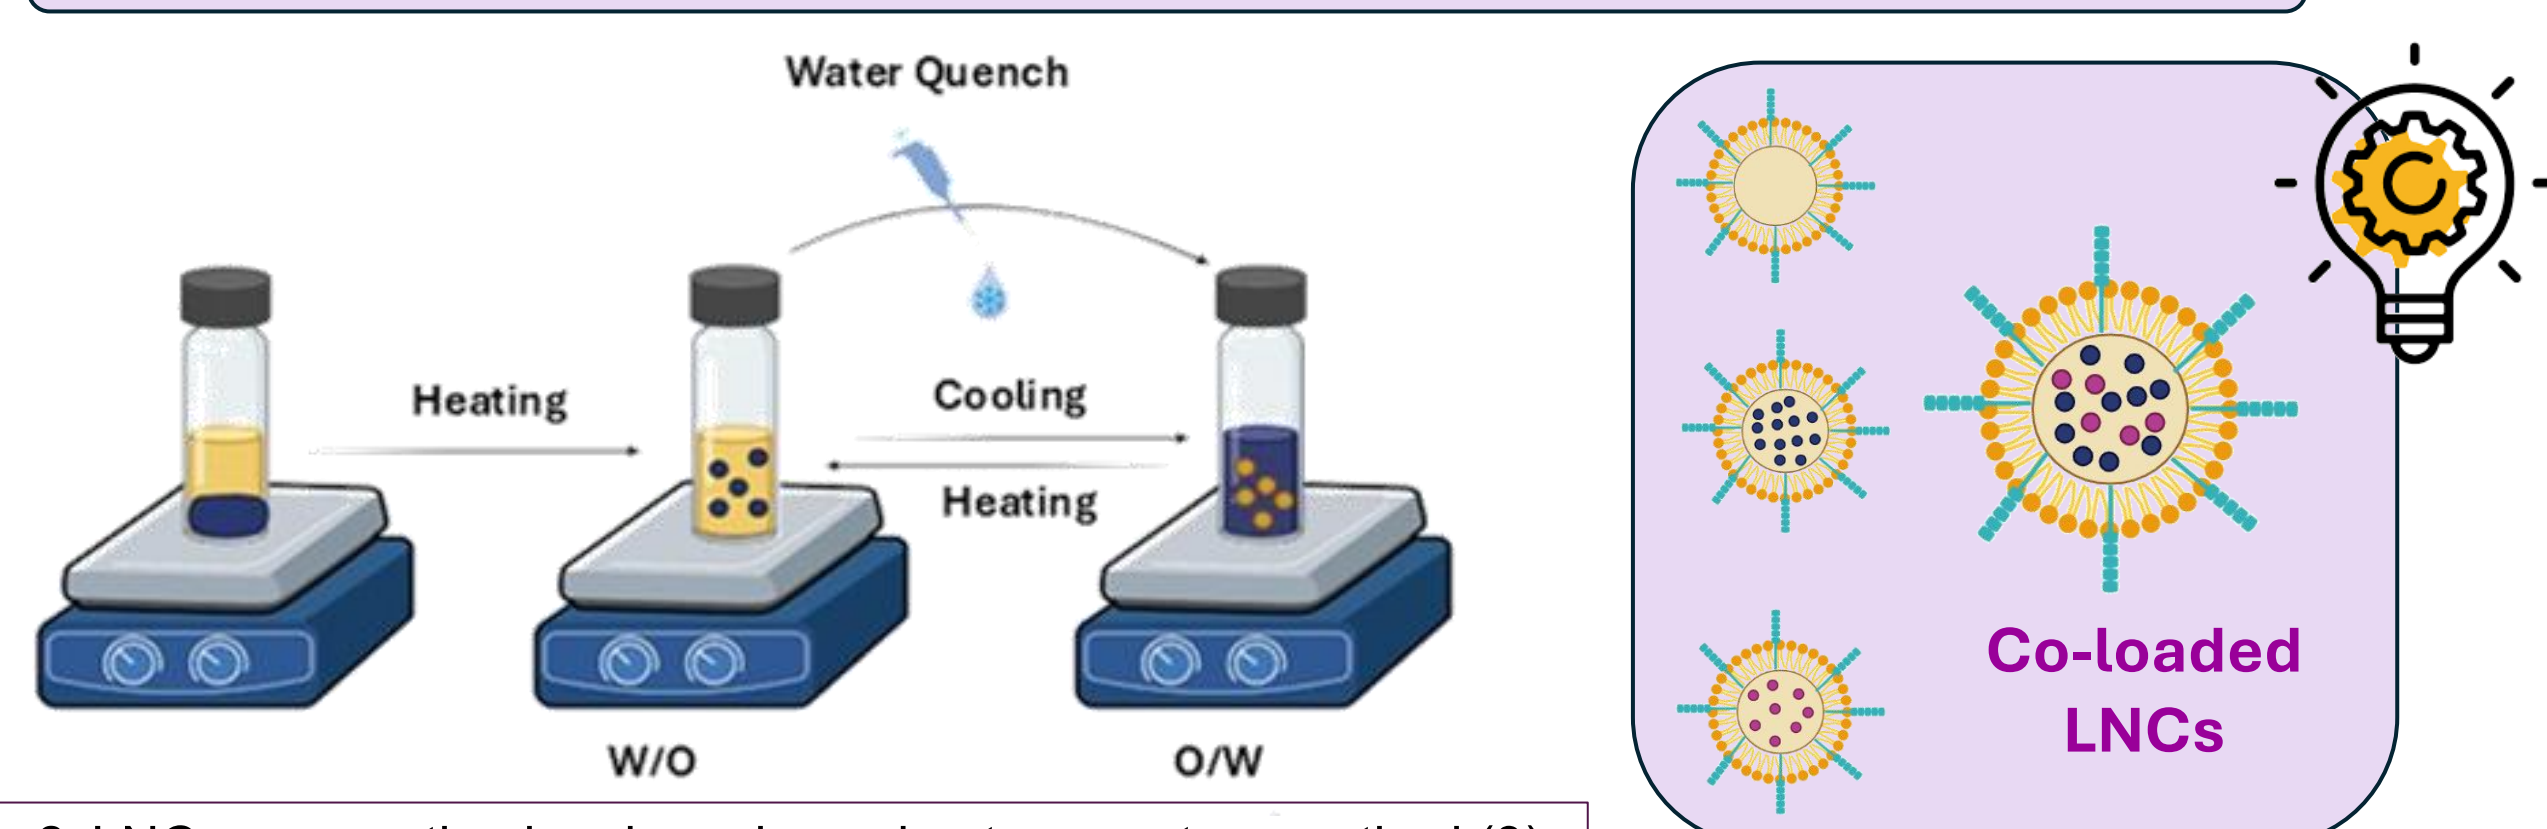 Water Quench
Heating
Cooling
Heating
W/O
O/W
Co-loaded
LNCs